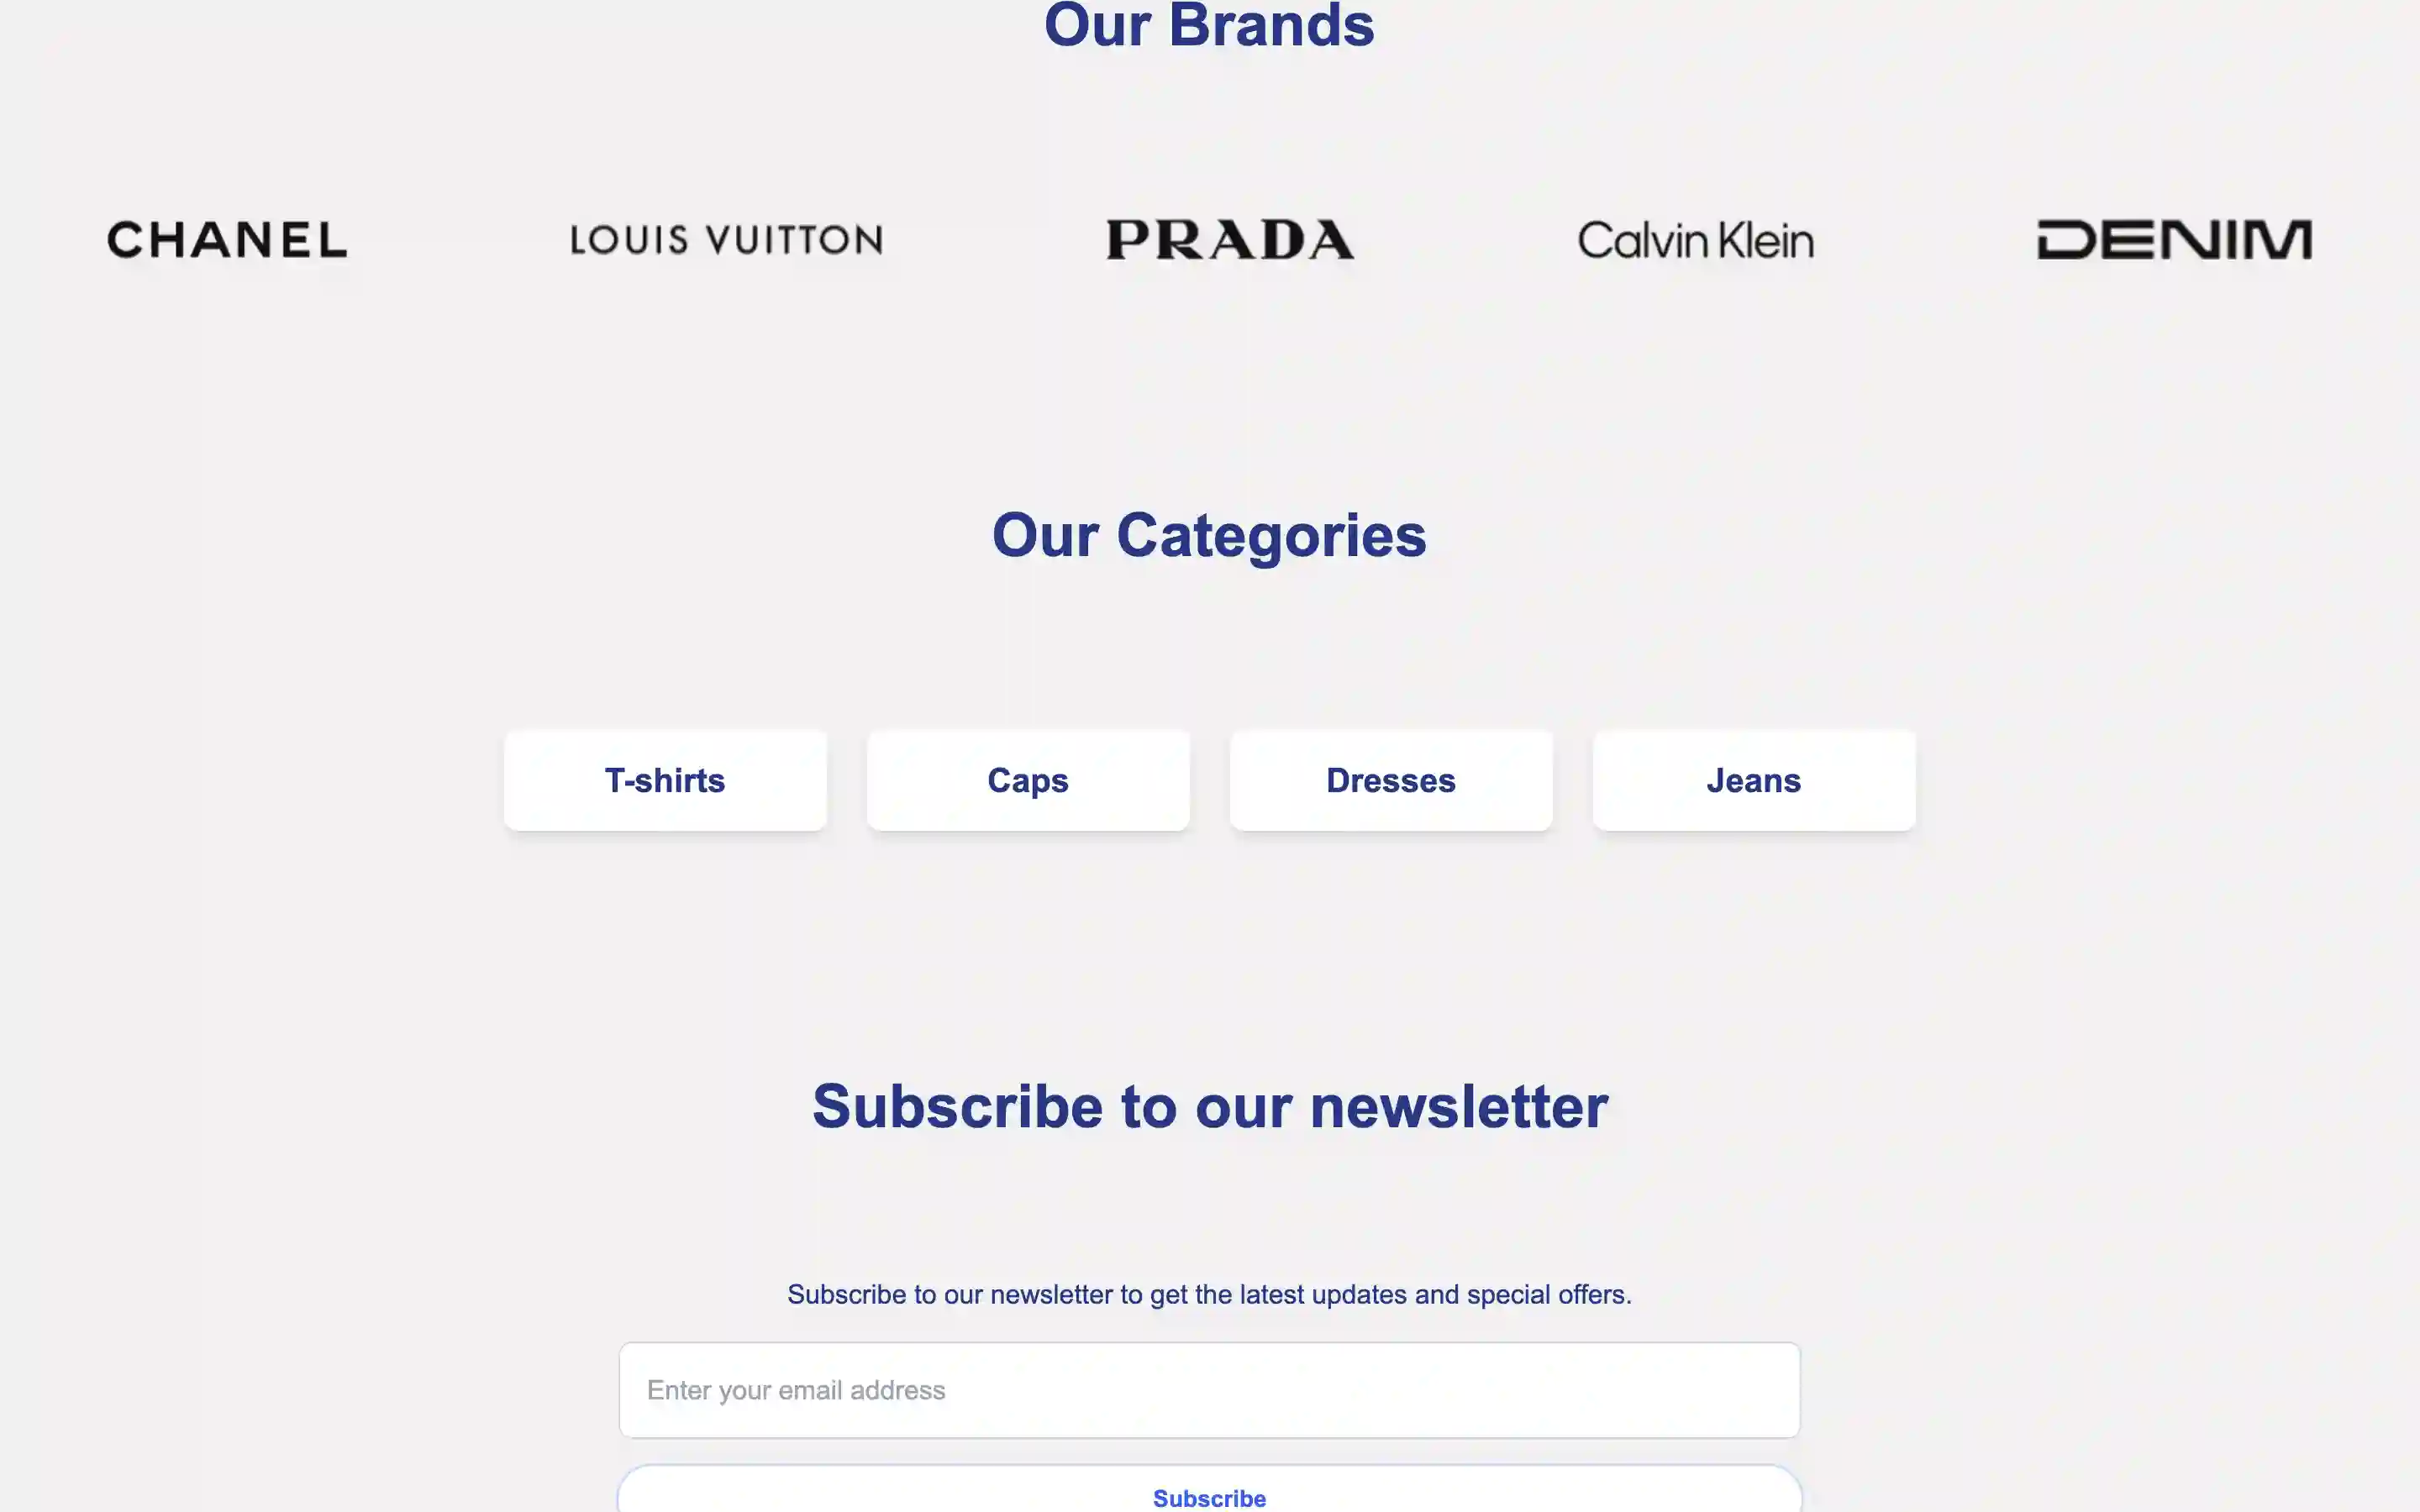 Our Brands
CHANEL LOUIS VUITTON PRADA Calvin Klein DENIM
Our Categories
T-shirts Caps Dresses Jeans
Subscribe to our newsletter
Subscribe to our newsletter to get the latest updates and special offers.
Enter your email address
Subscribe